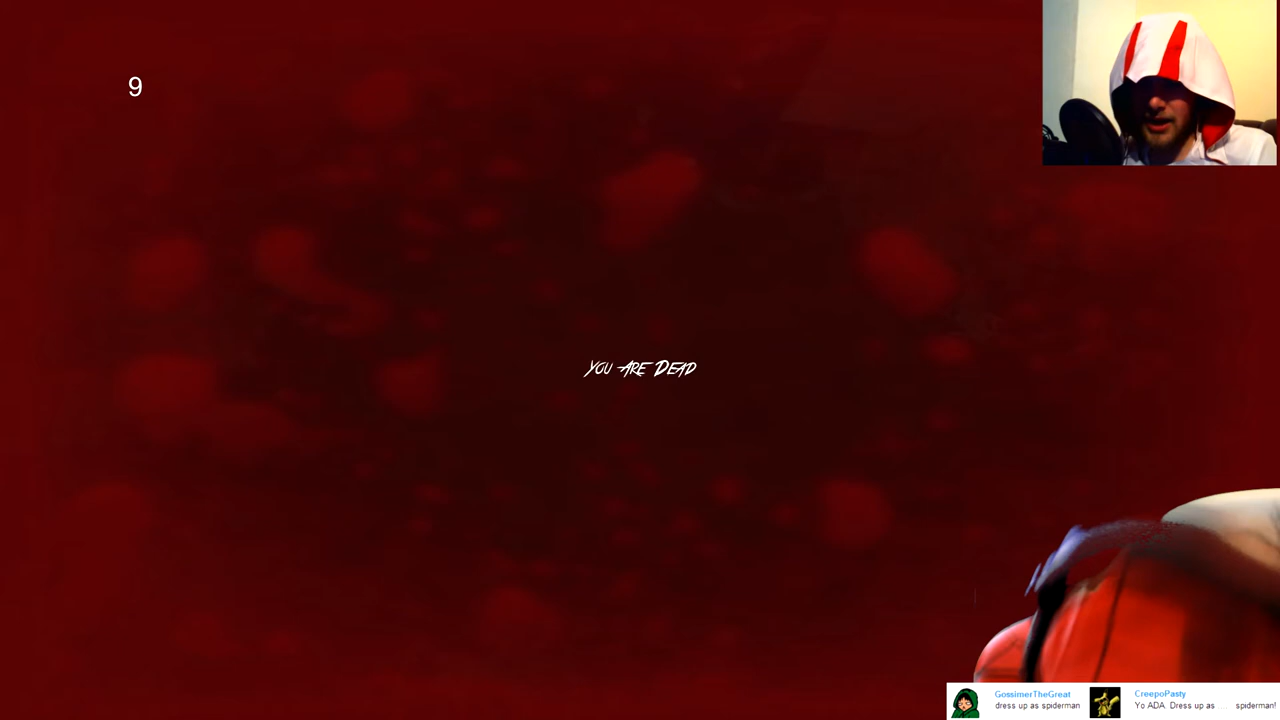 9
You Are Dead
GossimerTheGreat
dress up as spiderman
CreepoPasty
Yo ADA. Dress up as .... spiderman!